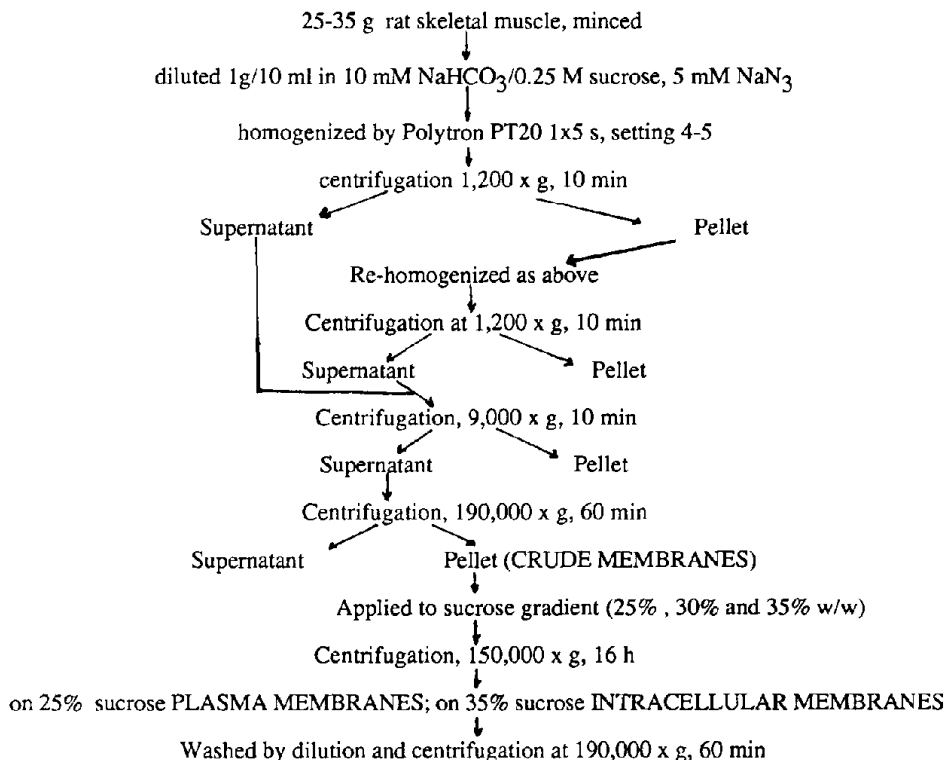 25-35 g rat skeletal muscle, minced
diluted 1g/10 ml in 10 mM NaHCO3/0.25 M sucrose, 5 mM NaN3
homogenized by Polytron PT20 1x5 s, setting 4-5
centrifugation 1,200 x g, 10 min
Supernatant Pellet
Re-homogenized as above
Centrifugation at 1,200 x g, 10 min
Supernatant Pellet
Centrifugation, 9,000 x g, 10 min
Supernatant Pellet
Centrifugation, 190,000 x g, 60 min
Supernatant Pellet (CRUDE MEMBRANES)
Applied to sucrose gradient (25% , 30% and 35% w/w)
Centrifugation, 150,000 x g, 16 h
on 25% sucrose PLASMA MEMBRANES; on 35% sucrose INTRACELLULAR MEMBRANES
Washed by dilution and centrifugation at 190,000 x g, 60 min